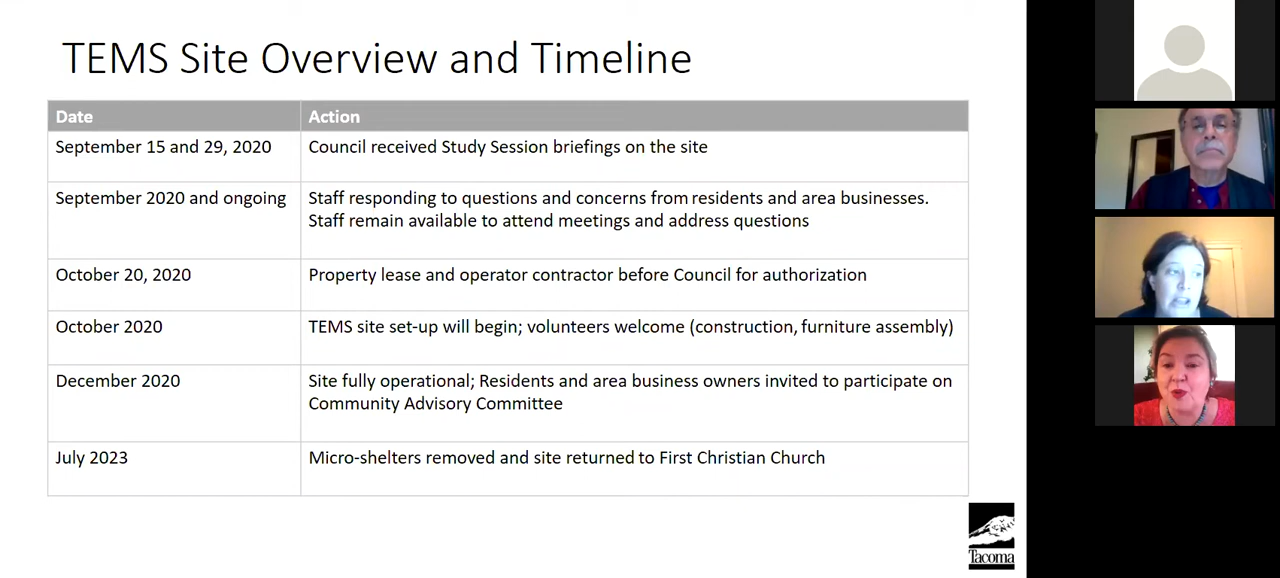 TEMS Site Overview and Timeline
Date Action
September 15 and 29, 2020 Council received Study Session briefings on the site
September 2020 and ongoing Staff responding to questions and concerns from residents and area businesses.
Staff remain available to attend meetings and address questions
October 20, 2020 Property lease and operator contractor before Council for authorization
October 2020 TEMS site set-up will begin; volunteers welcome (construction, furniture assembly)
December 2020 Site fully operational; Residents and area business owners invited to participate on
Community Advisory Committee
July 2023 Micro-shelters removed and site returned to First Christian Church
Tacoma